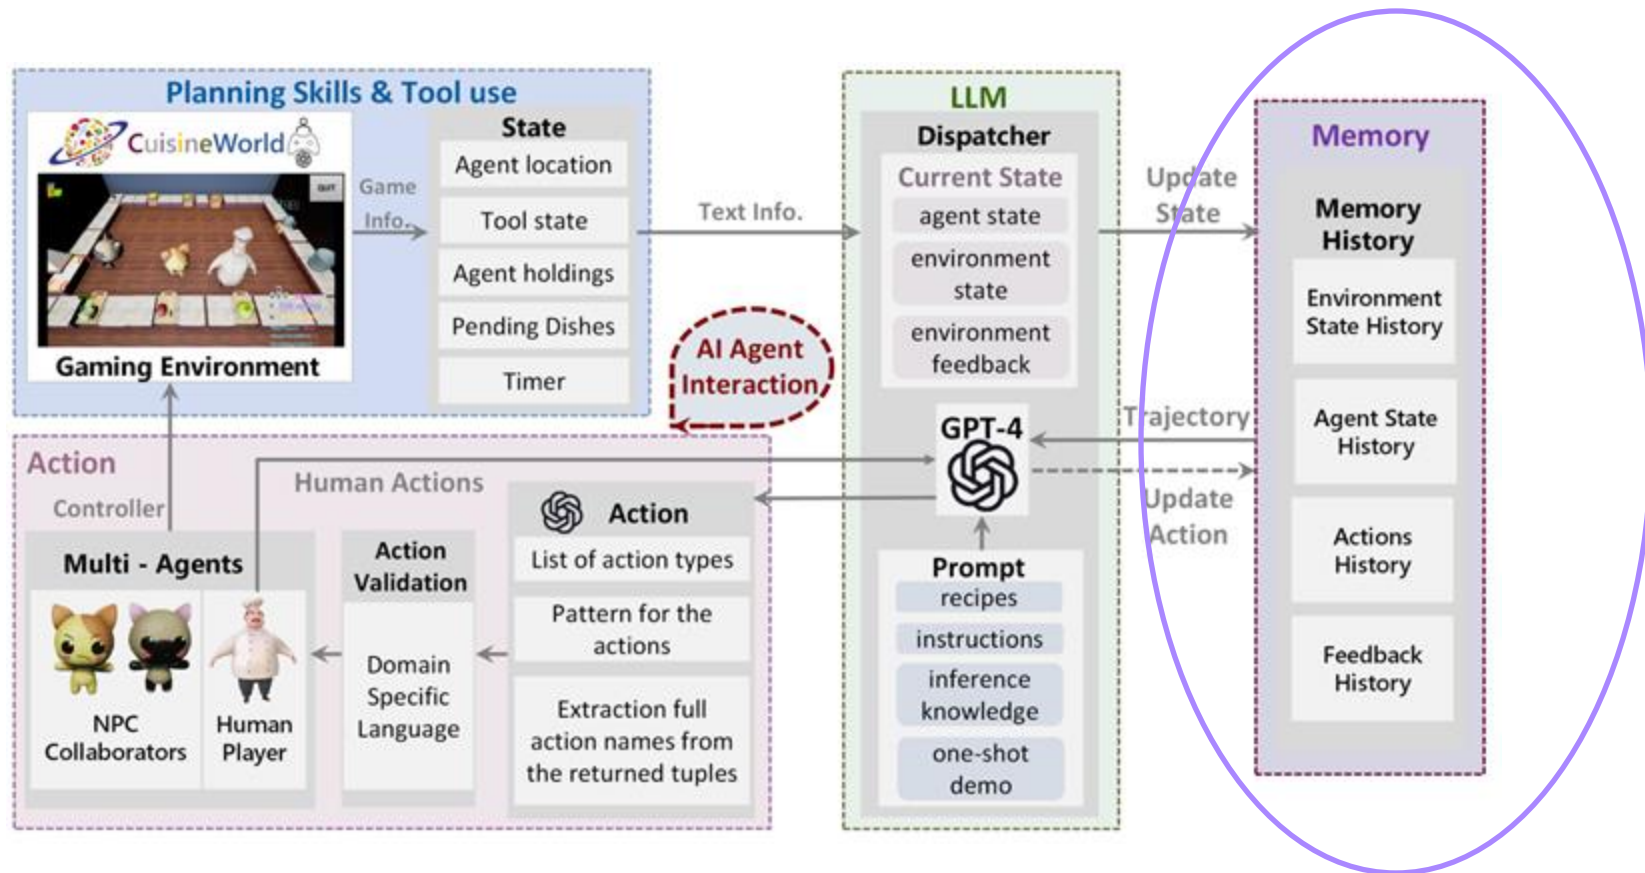 Planning Skills & Tool use
CuisineWorld
QUIT
Gaming Environment
Game
Info.
State
Agent location
Tool state
Agent holdings
Pending Dishes
Timer
Text Info.
AI Agent
Interaction
LLM
Dispatcher
Current State
agent state
environment
state
environment
feedback
GPT-4
Prompt
recipes
instructions
inference
knowledge
one-shot
demo
Update
State
Trajectory
Update
Action
Memory
Memory
History
Environment
State History
Agent State
History
Actions
History
Feedback
History
Action
Controller
Human Actions
Multi - Agents
NPC
Collaborators
Human
Player
Action
Validation
Domain
Specific
Language
Action
List of action types
Pattern for the
actions
Extraction full
action names from
the returned tuples